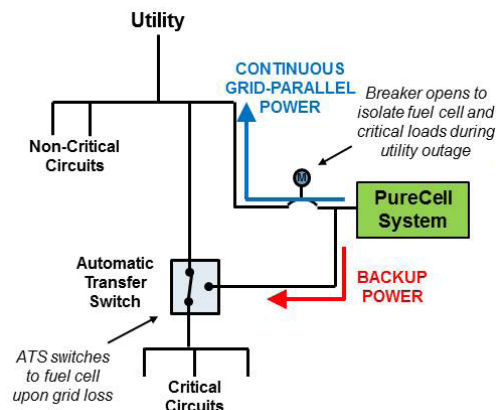 Utility
CONTINUOUS
GRID-PARALLEL
POWER
Breaker opens to
isolate fuel cell and
critical loads during
utility outage
Non-Critical
Circuits
M
PureCell
System
Automatic
Transfer
Switch
BACKUP
POWER
ATS switches
to fuel cell
upon grid loss
Critical
Circuits